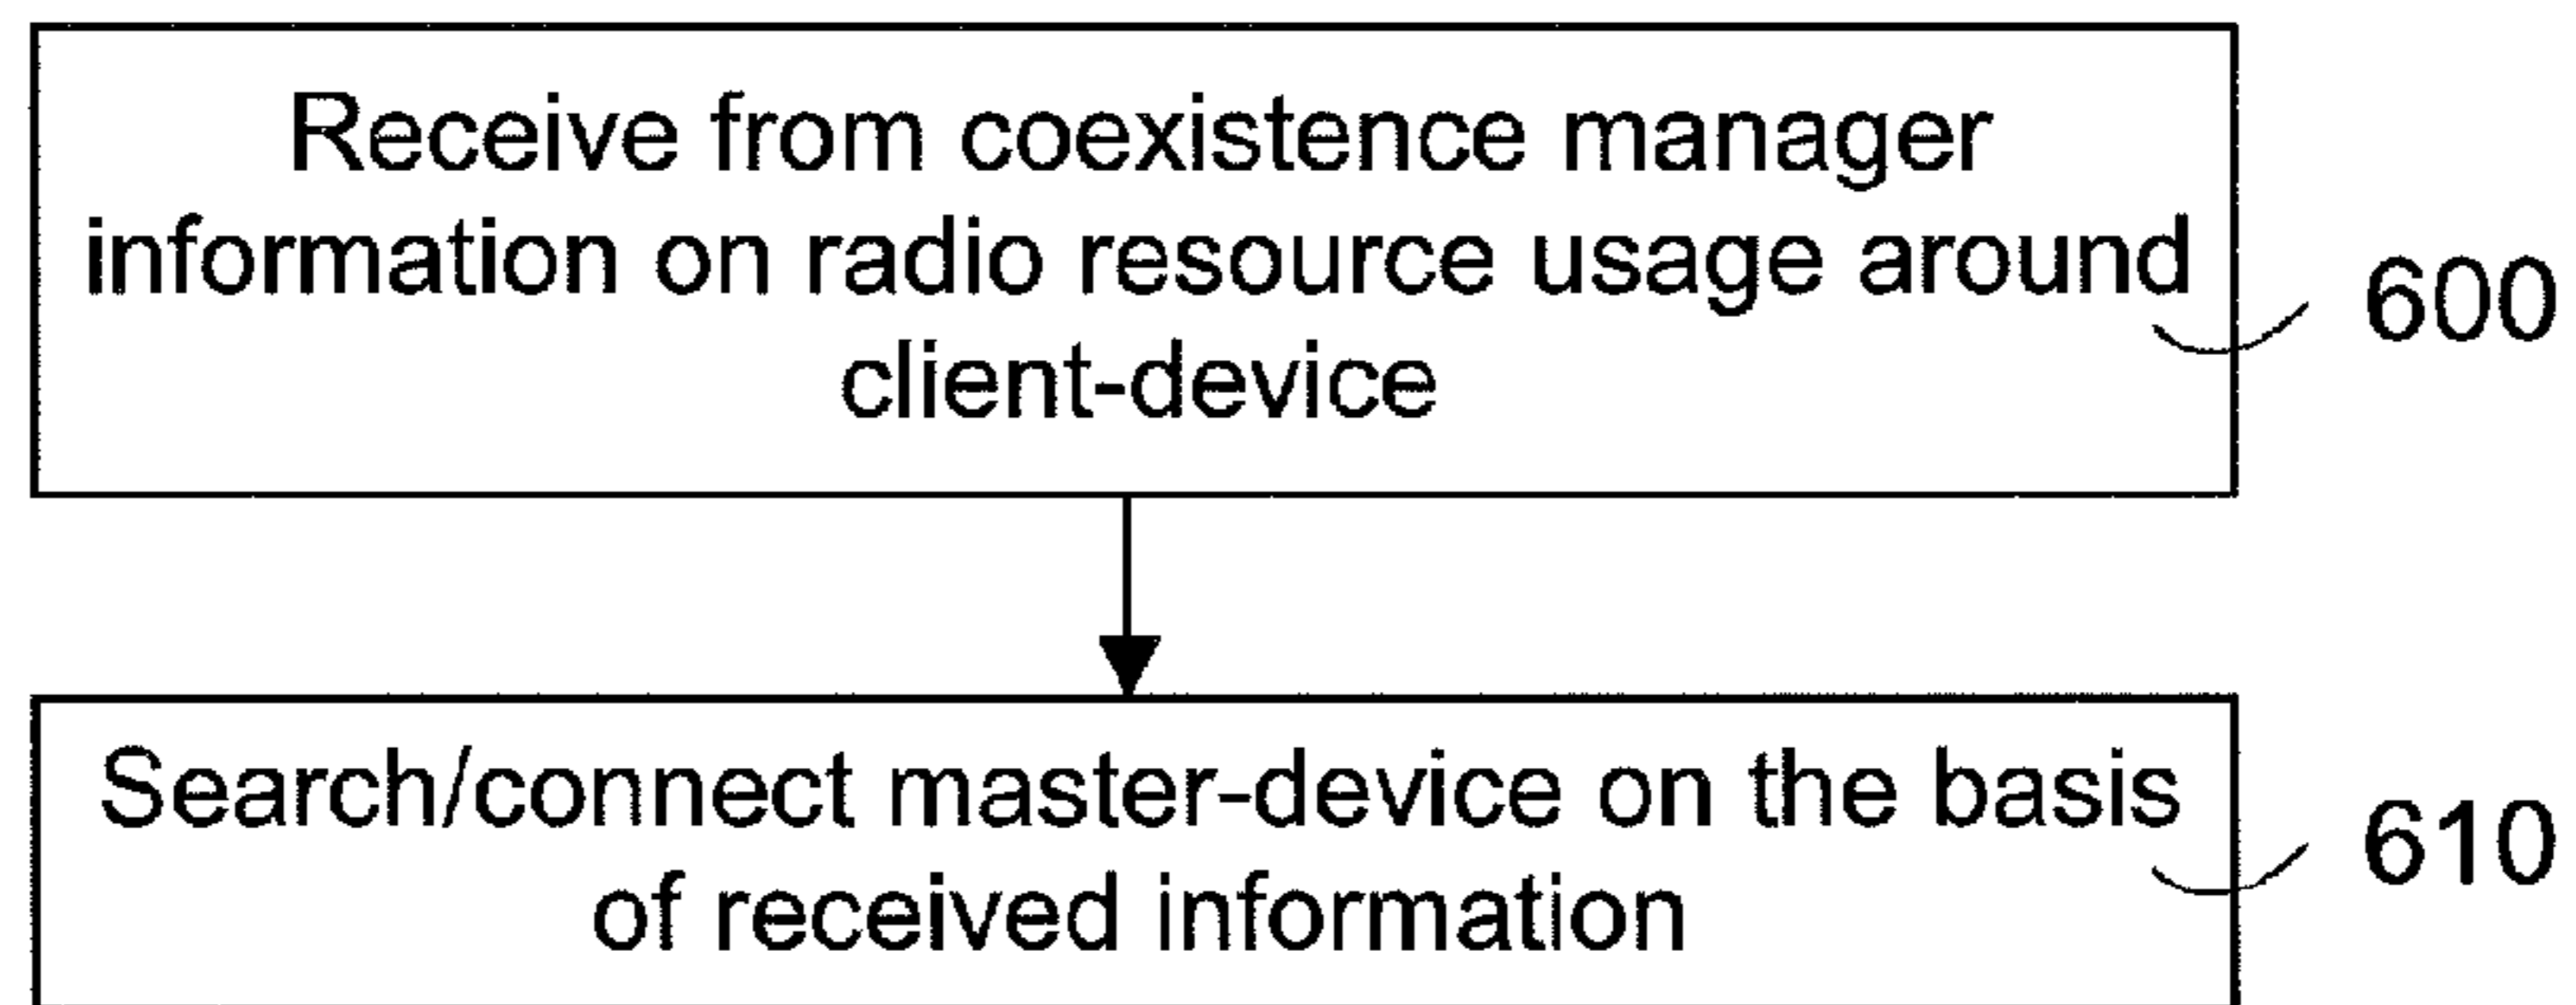 Receive from coexistence manager
information on radio resource usage around
client-device
600
Search/connect master-device on the basis
of received information
610